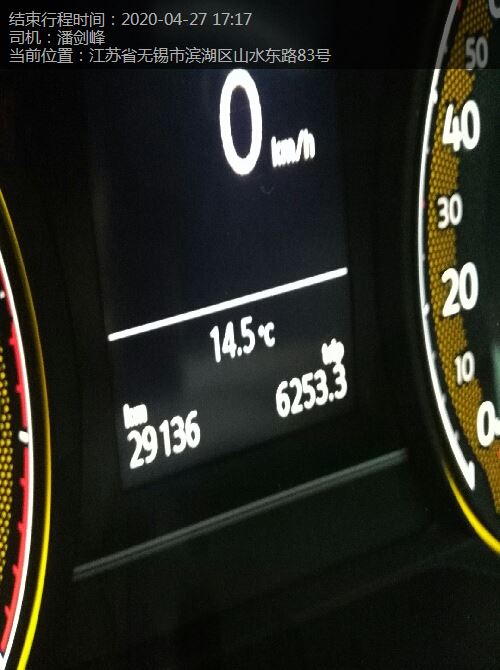 结束行程时间：2020-04-27 17:17
司机：潘剑峰
当前位置：江苏省无锡市滨湖区山水东路83号
0 km/h
50
40
30
20
10
0
14.5 °C
km
trip
29136
6253.3